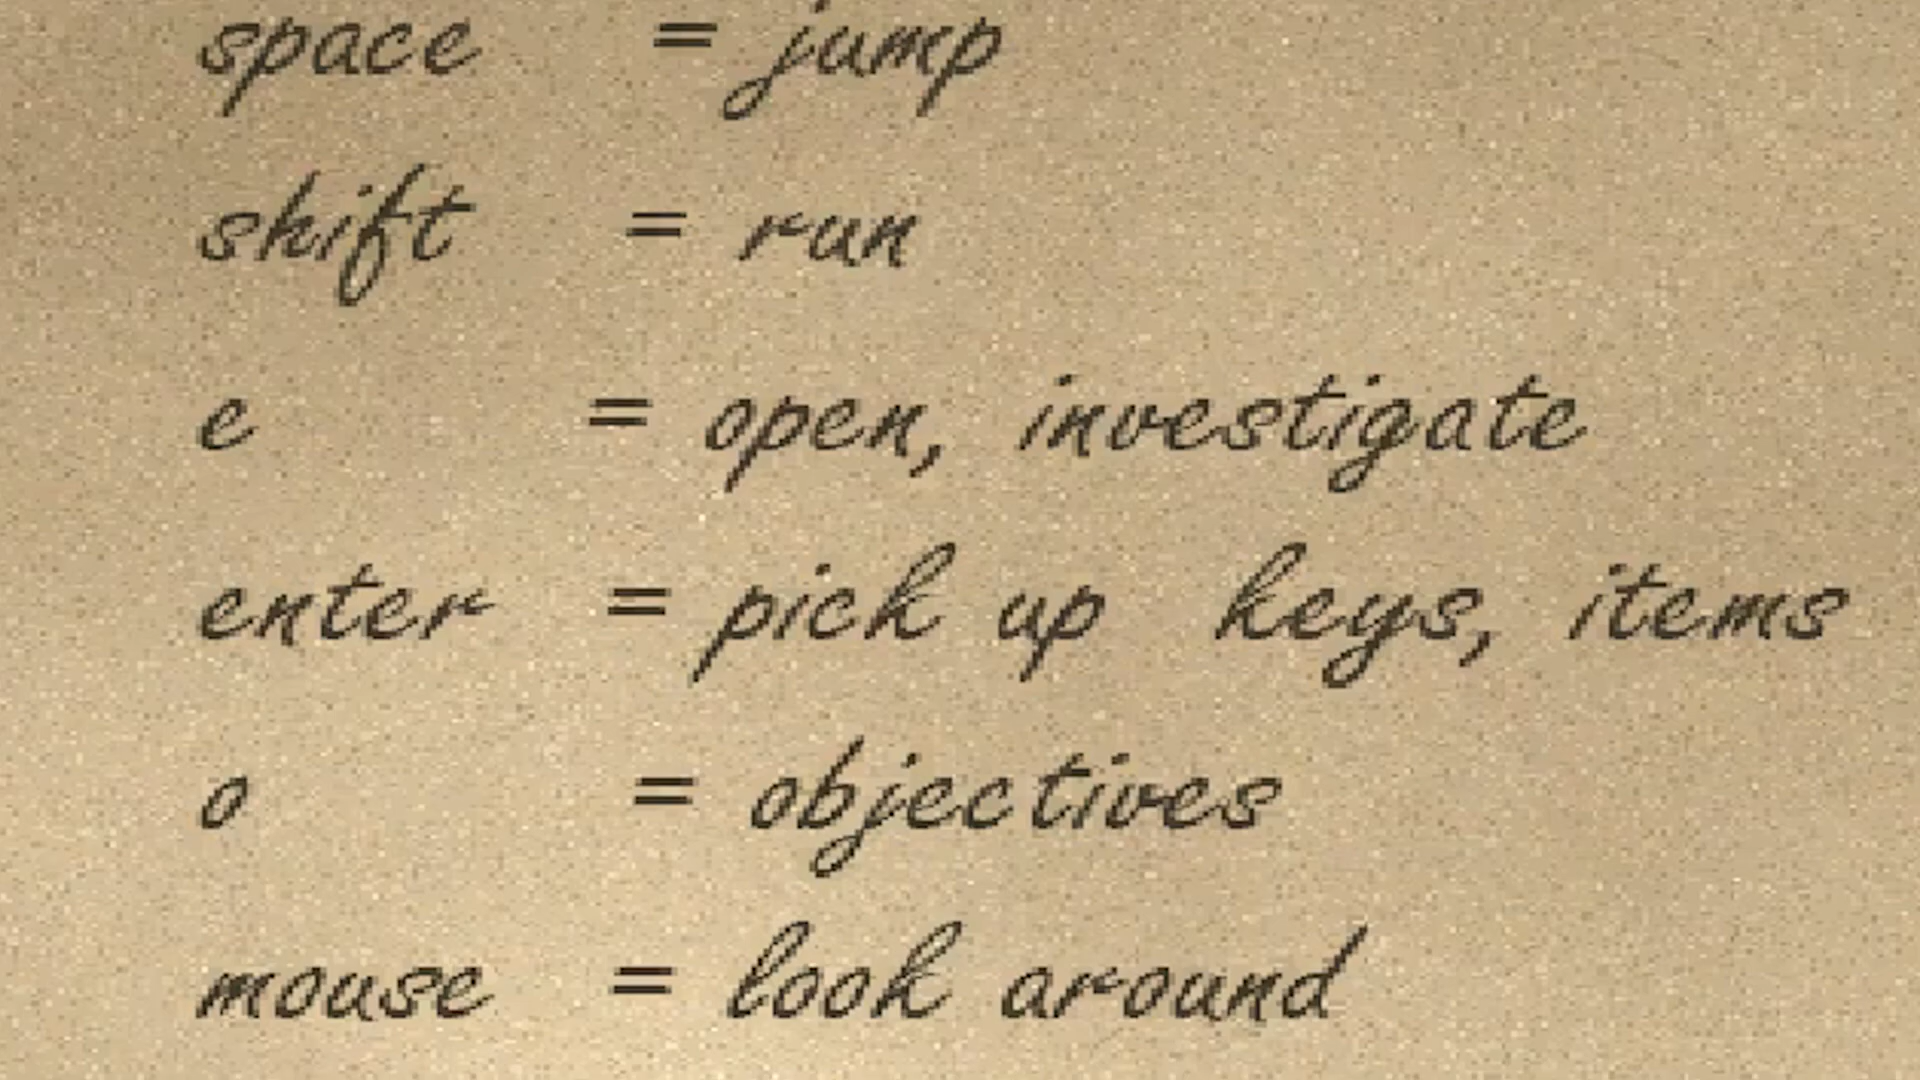 space = jump
shift = run
e = open, investigate
enter = pick up keys, items
o = objectives
mouse = look around